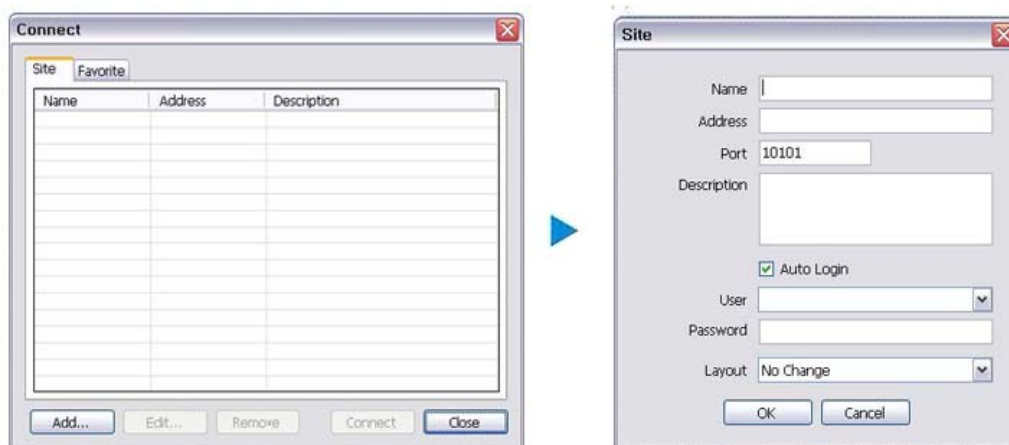 Connect
Site Favorite
Name Address Description
Add... Edit... Remove Connect Close
Site
Name
Address
Port 10101
Description
Auto Login
User
Password
Layout No Change
OK Cancel